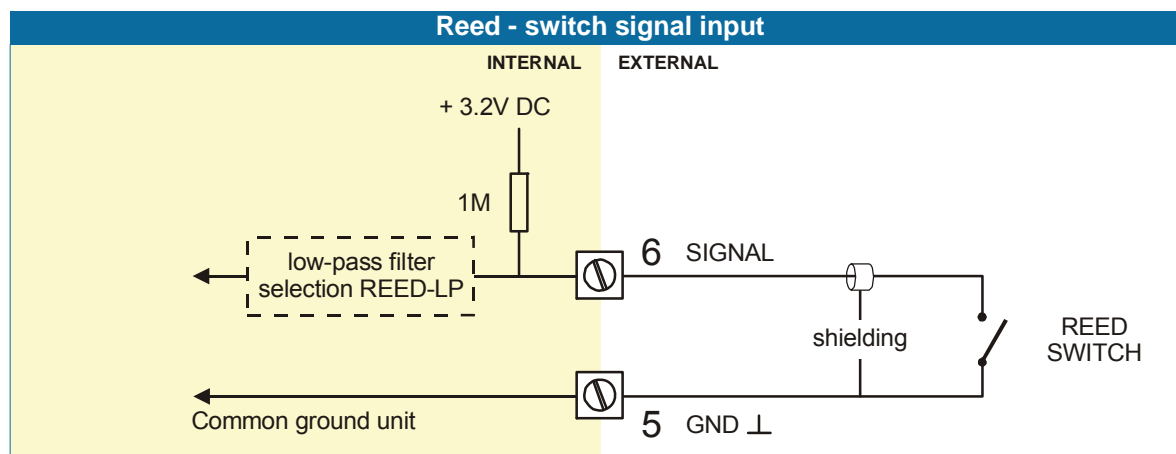 Reed - switch signal input
INTERNAL
EXTERNAL
+ 3.2V DC
1M
low-pass filter
selection REED-LP
6 SIGNAL
shielding
REED
SWITCH
Common ground unit
5 GND ⊥